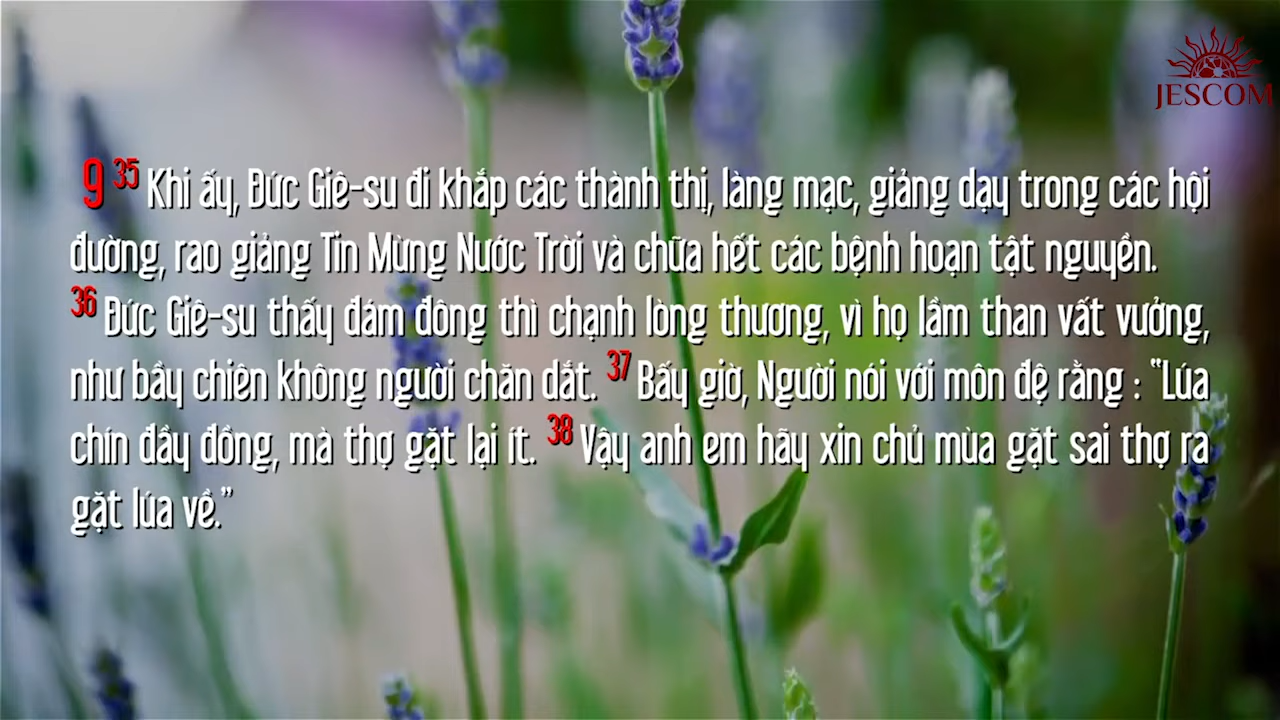 JESCOM
9 35 Khi ấy, Đức Giê-su đi khắp các thành thị, làng mạc, giảng dạy trong các hội
đường, rao giảng Tin Mừng Nước Trời và chữa hết các bệnh hoạn tật nguyền.
36 Đức Giê-su thấy đám đông thì chạnh lòng thương, vì họ lầm than vất vưởng,
như bầy chiên không người chăn dắt. 37 Bấy giờ, Người nói với môn đệ rằng : “Lúa
chín đầy đồng, mà thợ gặt lại ít. 38 Vậy anh em hãy xin chủ mùa gặt sai thợ ra
gặt lúa về.”